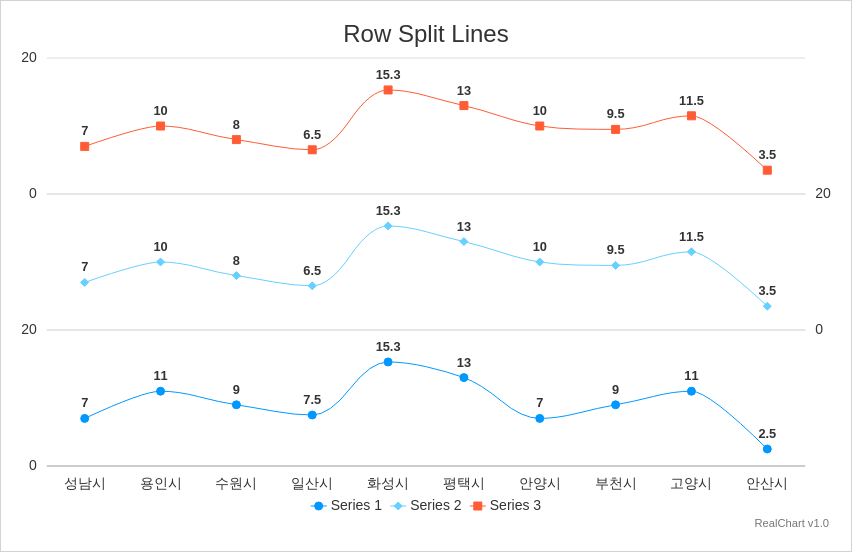 Row Split Lines
20
7 10 8 6.5 15.3 13 10 9.5 11.5 3.5
0 20
7 10 8 6.5 15.3 13 10 9.5 11.5 3.5
20 0
7 11 9 7.5 15.3 13 7 9 11 2.5
0
성남시 용인시 수원시 일산시 화성시 평택시 안양시 부천시 고양시 안산시
Series 1 Series 2 Series 3
RealChart v1.0